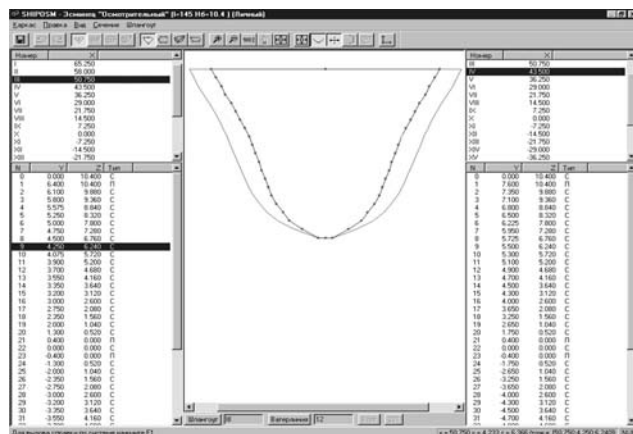 SHIPOSM - Эсминец "Осмотрительный" (l=145 H6=10.4 ) (Личный)
Каркас Правка Вид Сечение Шпангоут
Номер X
I 65.250
II 58.000
III 50.750
IV 43.500
V 36.250
VI 29.000
VII 21.750
VIII 14.500
IX 7.250
X 0.000
XI -7.250
XII -14.500
XIII -21.750
N Y Z Тип
0 0.000 10.400 С
1 6.400 10.400 П
2 6.100 9.880 С
3 5.800 9.360 С
4 5.575 8.840 С
5 5.250 8.320 С
6 5.000 7.800 С
7 4.750 7.280 С
8 4.500 6.760 С
9 4.250 6.240 С
10 4.075 5.720 С
11 3.900 5.200 С
12 3.700 4.680 С
13 3.550 4.160 С
14 3.350 3.640 С
15 3.200 3.120 С
16 3.000 2.600 С
17 2.750 2.080 С
18 2.350 1.560 С
19 2.000 1.040 С
20 1.300 0.520 С
21 0.400 0.000 П
22 0.000 0.000 С
23 -0.400 0.000 П
24 -1.300 0.520 С
25 -2.000 1.040 С
26 -2.350 1.560 С
27 -2.750 2.080 С
28 -3.000 2.600 С
29 -3.200 3.120 С
30 -3.350 3.640 С
31 -3.550 4.160 С
Номер X
III 50.750
IV 43.500
V 36.250
VI 29.000
VII 21.750
VIII 14.500
IX 7.250
X 0.000
XI -7.250
XII -14.500
XIII -21.750
XIV -29.000
XV -36.250
N Y Z Тип
0 0.000 10.400 С
1 7.600 10.400 П
2 7.350 9.880 С
3 7.100 9.360 С
4 6.800 8.840 С
5 6.500 8.320 С
6 6.225 7.800 С
7 5.950 7.280 С
8 5.725 6.760 С
9 5.500 6.240 С
10 5.300 5.720 С
11 5.100 5.200 С
12 4.900 4.680 С
13 4.700 4.160 С
14 4.500 3.640 С
15 4.300 3.120 С
16 4.000 2.600 С
17 3.650 2.080 С
18 3.250 1.560 С
19 2.650 1.040 С
20 1.750 0.520 С
21 0.400 0.000 П
22 0.000 0.000 С
23 -0.400 0.000 П
24 -1.750 0.520 С
25 -2.650 1.040 С
26 -3.250 1.560 С
27 -3.650 2.080 С
28 -4.000 2.600 С
29 -4.300 3.120 С
30 -4.500 3.640 С
31 -4.700 4.160 С
Шпангоут III Ватерлиния 12